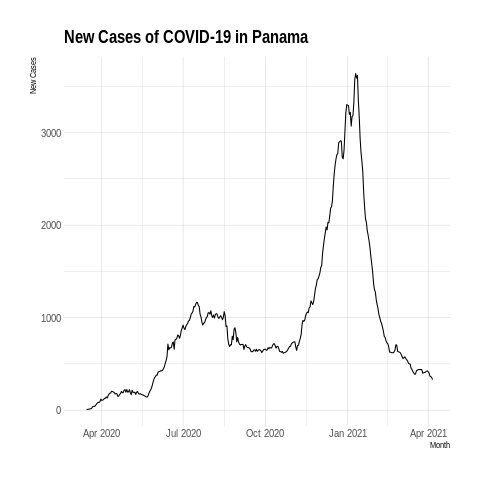 New Cases of COVID-19 in Panama
New Cases
3000
2000
1000
0
Apr 2020 Jul 2020 Oct 2020 Jan 2021 Apr 2021
Month